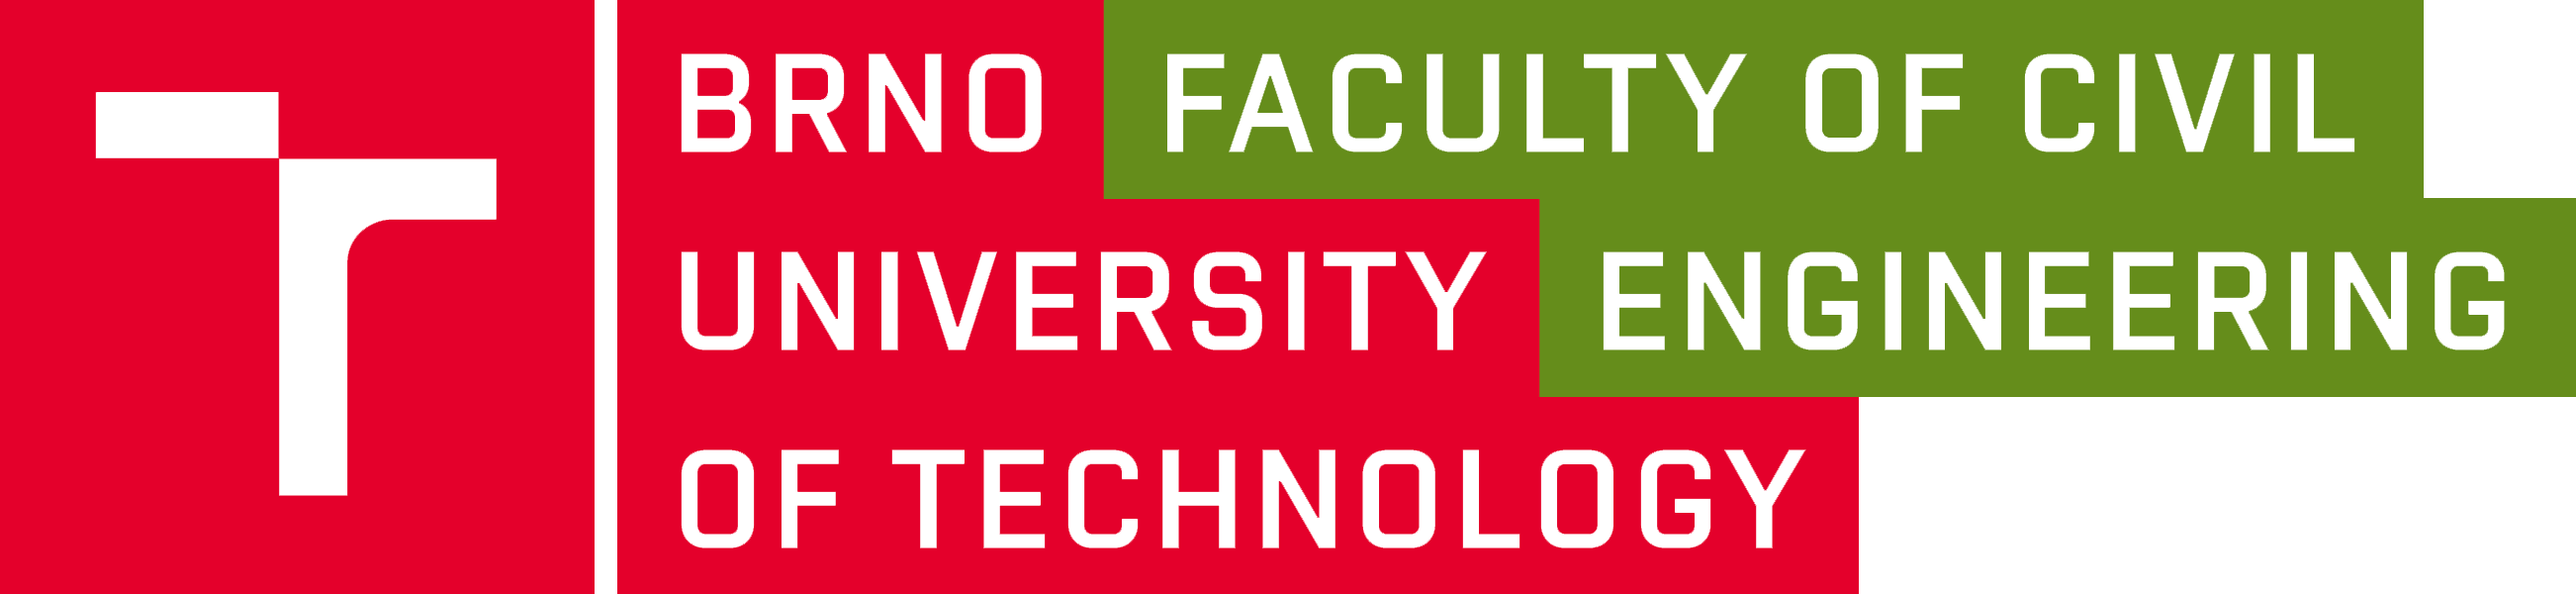 BRNO FACULTY OF CIVIL
UNIVERSITY ENGINEERING
OF TECHNOLOGY